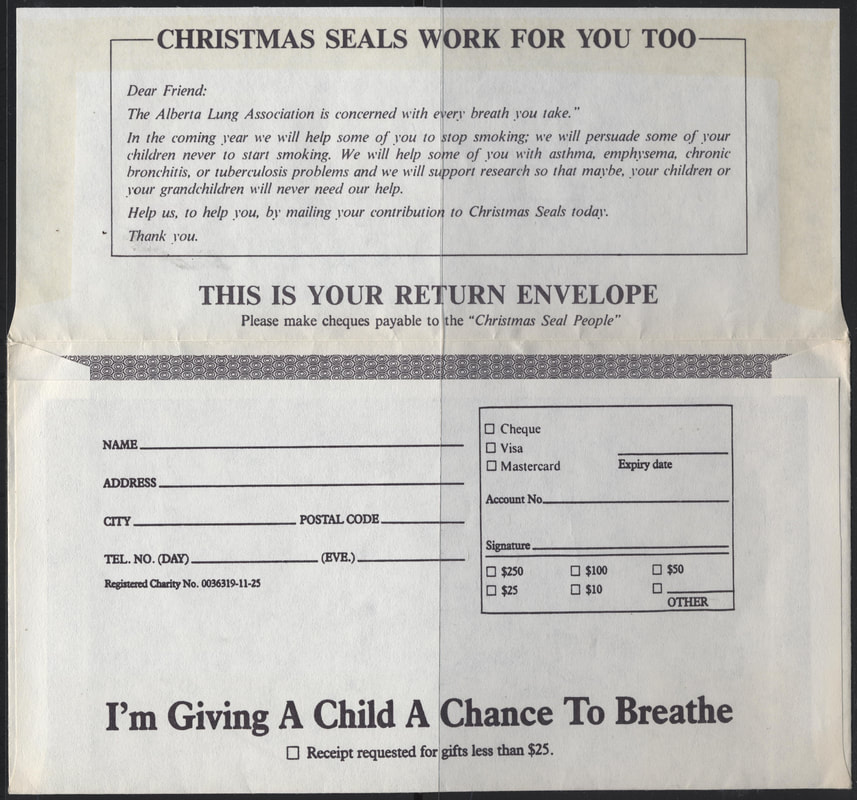 CHRISTMAS SEALS WORK FOR YOU TOO
Dear Friend:
The Alberta Lung Association is concerned with every breath you take."
In the coming year we will help some of you to stop smoking; we will persuade some of your
children never to start smoking. We will help some of you with asthma, emphysema, chronic
bronchitis, or tuberculosis problems and we will support research so that maybe, your children or
your grandchildren will never need our help.
Help us, to help you, by mailing your contribution to Christmas Seals today.
Thank you.
THIS IS YOUR RETURN ENVELOPE
Please make cheques payable to the "Christmas Seal People"
NAME
ADDRESS
CITY POSTAL CODE
TEL. NO. (DAY) (EVE.)
Registered Charity No. 0036319-11-25
Cheque
Visa
Mastercard Expiry date
Account No.
Signature
$250 $100 $50
$25 $10
OTHER
I'm Giving A Child A Chance To Breathe
Receipt requested for gifts less than $25.